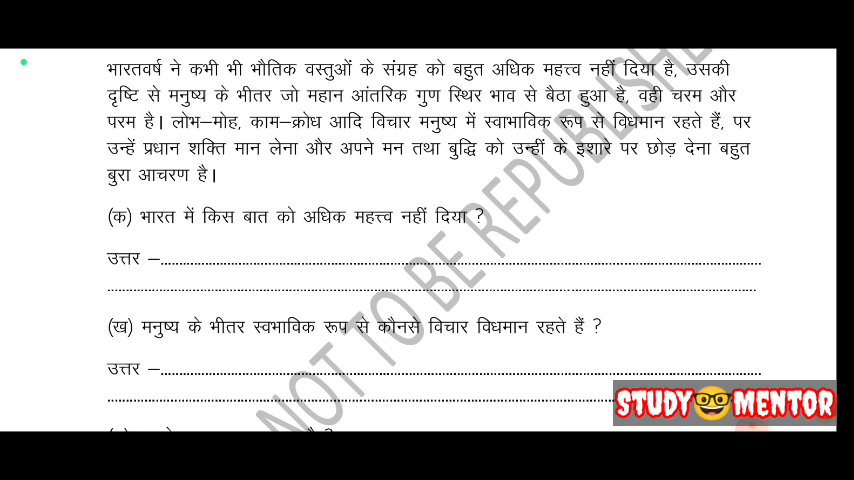 भारतवर्ष ने कभी भी भौतिक वस्तुओं के संग्रह को बहुत अधिक महत्त्व नहीं दिया है, उसकी
दृष्टि से मनुष्य के भीतर जो महान आंतरिक गुण स्थिर भाव से बैठा हुआ है, वही चरम और
परम है। लोभ–मोह, काम–क्रोध आदि विचार मनुष्य में स्वाभाविक रूप से विधमान रहते हैं, पर
उन्हें प्रधान शक्ति मान लेना और अपने मन तथा बुद्धि को उन्हीं के इशारे पर छोड़ देना बहुत
बुरा आचरण है।
(क) भारत में किस बात को अधिक महत्त्व नहीं दिया ?
उत्तर –
(ख) मनुष्य के भीतर स्वभाविक रूप से कौनसे विचार विधमान रहते हैं ?
उत्तर –
NOT TO BE REPUBLISHE
STUDY MENTOR